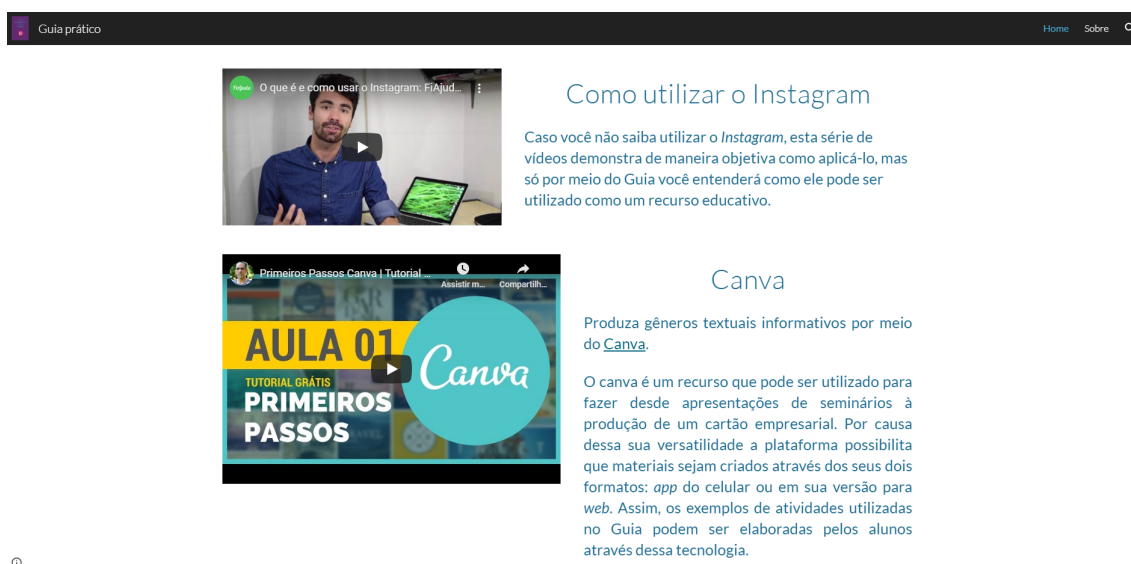 Guia prático
Home Sobre
FiAjuda O que é e como usar o Instagram: FiAjud...
Como utilizar o Instagram
Caso você não saiba utilizar o Instagram, esta série de
vídeos demonstra de maneira objetiva como aplicá-lo, mas
só por meio do Guia você entenderá como ele pode ser
utilizado como um recurso educativo.
Primeiros Passos Canva | Tutorial ...
Assistir m... Compartilh...
AULA 01
TUTORIAL GRÁTIS
PRIMEIROS
PASSOS
Canva
Canva
Produza gêneros textuais informativos por meio
do Canva.
O canva é um recurso que pode ser utilizado para
fazer desde apresentações de seminários à
produção de um cartão empresarial. Por causa
dessa sua versatilidade a plataforma possibilita
que materiais sejam criados através dos seus dois
formatos: app do celular ou em sua versão para
web. Assim, os exemplos de atividades utilizadas
no Guia podem ser elaboradas pelos alunos
através dessa tecnologia.